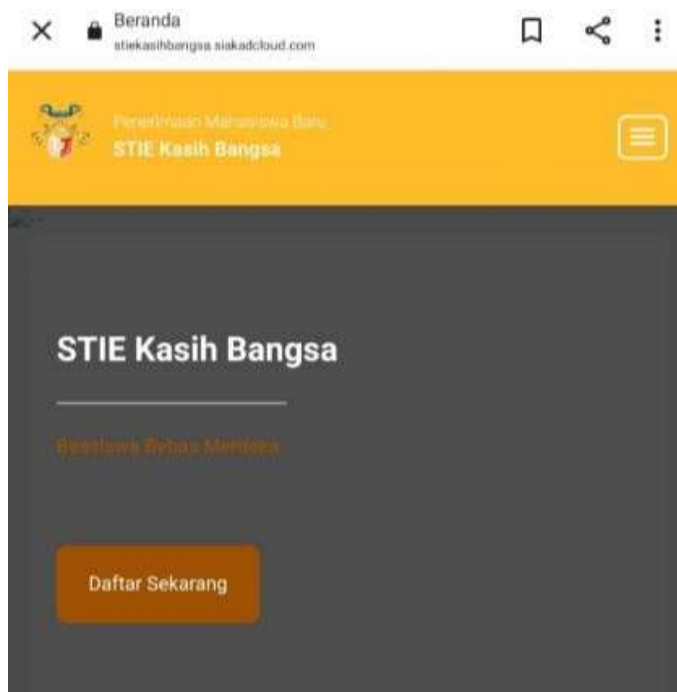 Beranda
stiekasihbangsa.siakadcloud.com
Penerimaan Mahasiswa Baru
STIE Kasih Bangsa
STIE Kasih Bangsa
Beasiswa Bebas Merdeka
Daftar Sekarang